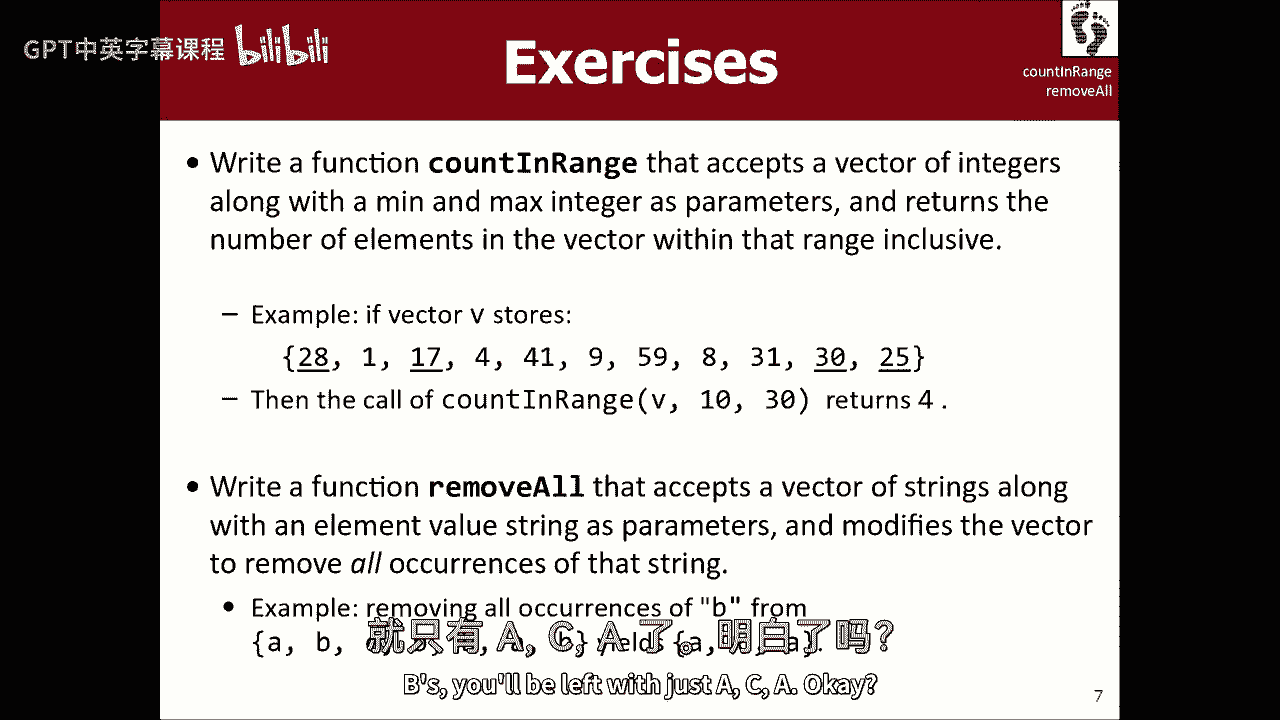 GPT中英字幕课程 bilibili
Exercises
countInRange
removeAll
• Write a function countInRange that accepts a vector of integers
along with a min and max integer as parameters, and returns the
number of elements in the vector within that range inclusive.
– Example: if vector v stores:
{28, 1, 17, 4, 41, 9, 59, 8, 31, 30, 25}
– Then the call of countInRange(v, 10, 30) returns 4 .
• Write a function removeAll that accepts a vector of strings along
with an element value string as parameters, and modifies the vector
to remove all occurrences of that string.
• Example: removing all occurrences of "b" from
{a, b,
就只有 A, C, A 了。明白了吗？
B's, you'll be left with just A, C, A. Okay?
7